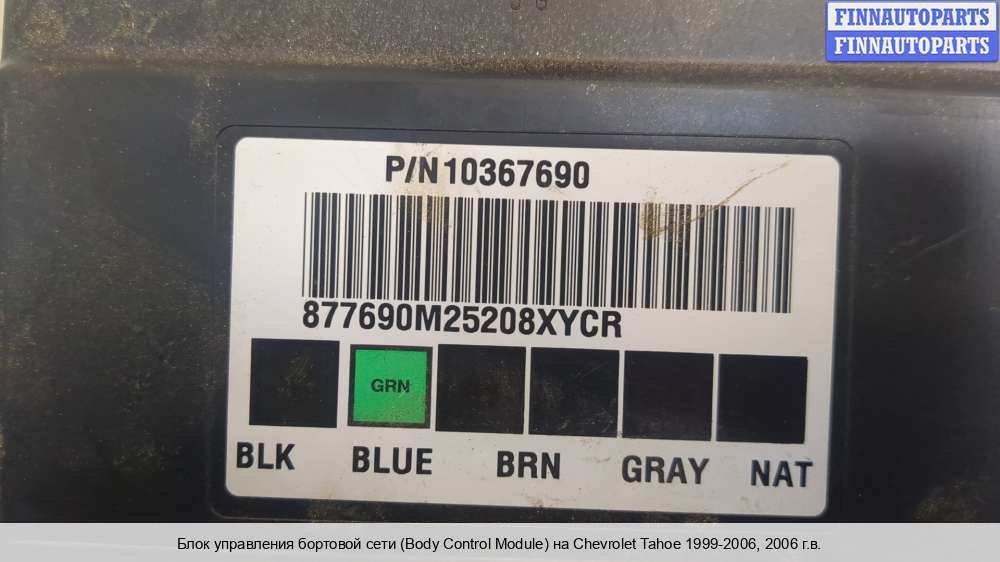 FINNAUTOPARTS
FINNAUTOPARTS
P/N 10367690
877690M25208XYCR
GRN
BLK BLUE BRN GRAY NAT
Блок управления бортовой сети (Body Control Module) на Chevrolet Tahoe 1999-2006, 2006 г.в.